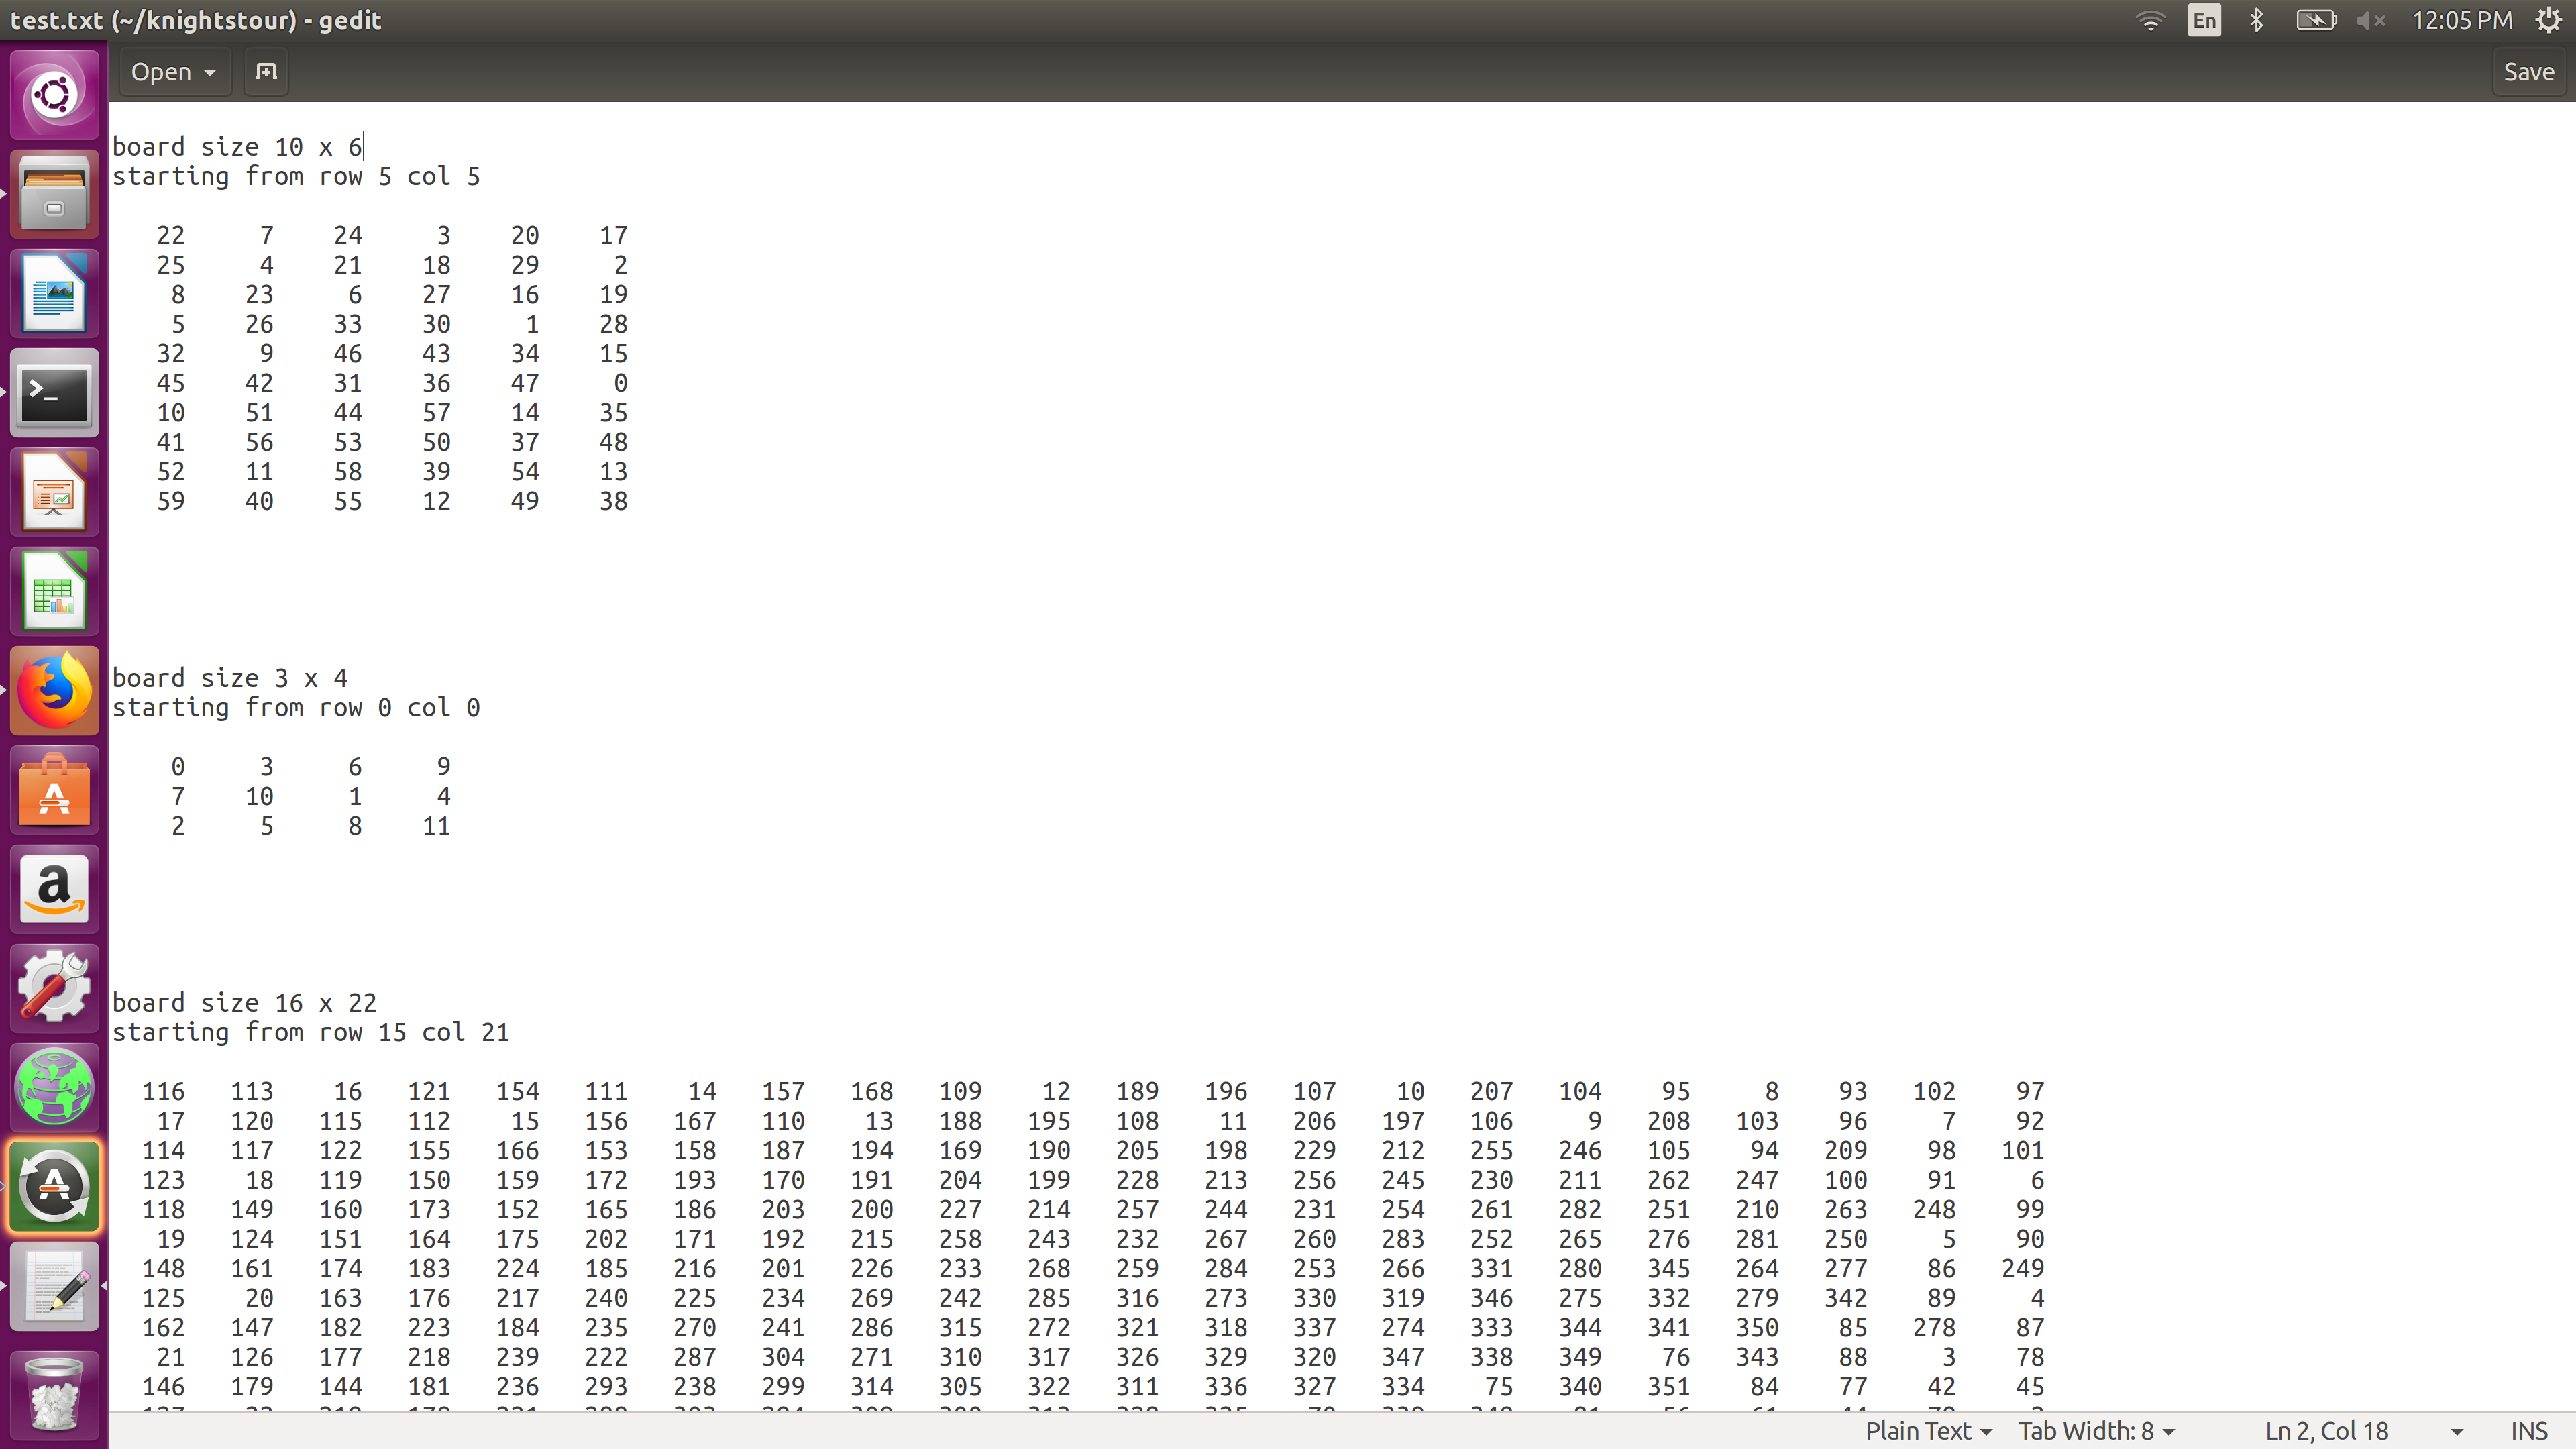 test.txt (~/knightstour) - gedit
En 12:05 PM
Open Save
board size 10 x 6
starting from row 5 col 5
22 7 24 3 20 17
25 4 21 18 29 2
8 23 6 27 16 19
5 26 33 30 1 28
32 9 46 43 34 15
45 42 31 36 47 0
10 51 44 57 14 35
41 56 53 50 37 48
52 11 58 39 54 13
59 40 55 12 49 38
board size 3 x 4
starting from row 0 col 0
0 3 6 9
7 10 1 4
2 5 8 11
board size 16 x 22
starting from row 15 col 21
116 113 16 121 154 111 14 157 168 109 12 189 196 107 10 207 104 95 8 93 102 97
17 120 115 112 15 156 167 110 13 188 195 108 11 206 197 106 9 208 103 96 7 92
114 117 122 155 166 153 158 187 194 169 190 205 198 229 212 255 246 105 94 209 98 101
123 18 119 150 159 172 193 170 191 204 199 228 213 256 245 230 211 262 247 100 91 6
118 149 160 173 152 165 186 203 200 227 214 257 244 231 254 261 282 251 210 263 248 99
19 124 151 164 175 202 171 192 215 258 243 232 267 260 283 252 265 276 281 250 5 90
148 161 174 183 224 185 216 201 226 233 268 259 284 253 266 331 280 345 264 277 86 249
125 20 163 176 217 240 225 234 269 242 285 316 273 330 319 346 275 332 279 342 89 4
162 147 182 223 184 235 270 241 286 315 272 321 318 337 274 333 344 341 350 85 278 87
21 126 177 218 239 222 287 304 271 310 317 326 329 320 347 338 349 76 343 88 3 78
146 179 144 181 236 293 238 299 314 305 322 311 336 327 334 75 340 351 84 77 42 45
Plain Text Tab Width: 8 Ln 2, Col 18 INS